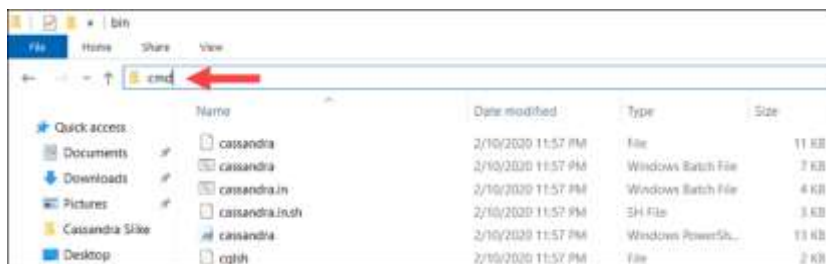 bin
File Home Share View
cmd
Name Date modified Type Size
Quick access
Documents
Downloads
Pictures
Cassandra Slike
Desktop
cassandra 2/10/2020 11:57 PM File 11 KB
cassandra 2/10/2020 11:57 PM Windows Batch File 7 KB
cassandra.in 2/10/2020 11:57 PM Windows Batch File 4 KB
cassandra.in.sh 2/10/2020 11:57 PM SH File 3 KB
cassandra 2/10/2020 11:57 PM Windows PowerSh... 13 KB
cqlsh 2/10/2020 11:57 PM File 2 KB